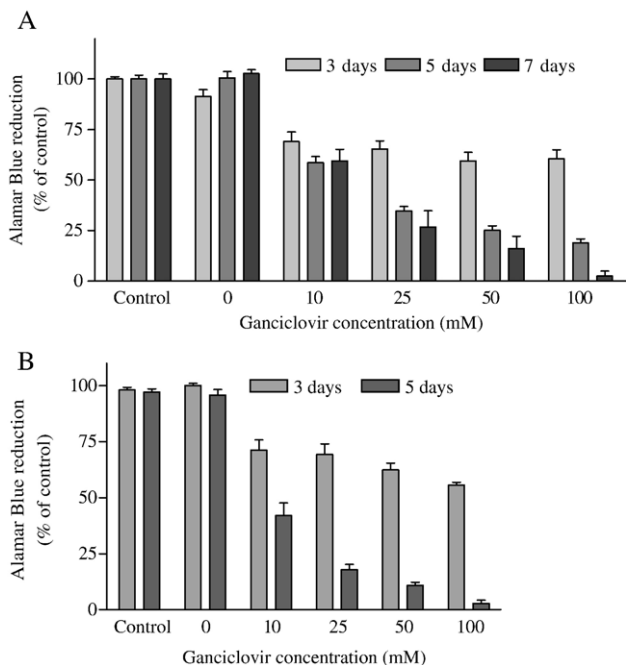 A
3 days 5 days 7 days
100
75
50
25
0
Alamar Blue reduction
(% of control)
Control 0 10 25 50 100
Ganciclovir concentration (mM)
B
3 days 5 days
100
75
50
25
0
Alamar Blue reduction
(% of control)
Control 0 10 25 50 100
Ganciclovir concentration (mM)